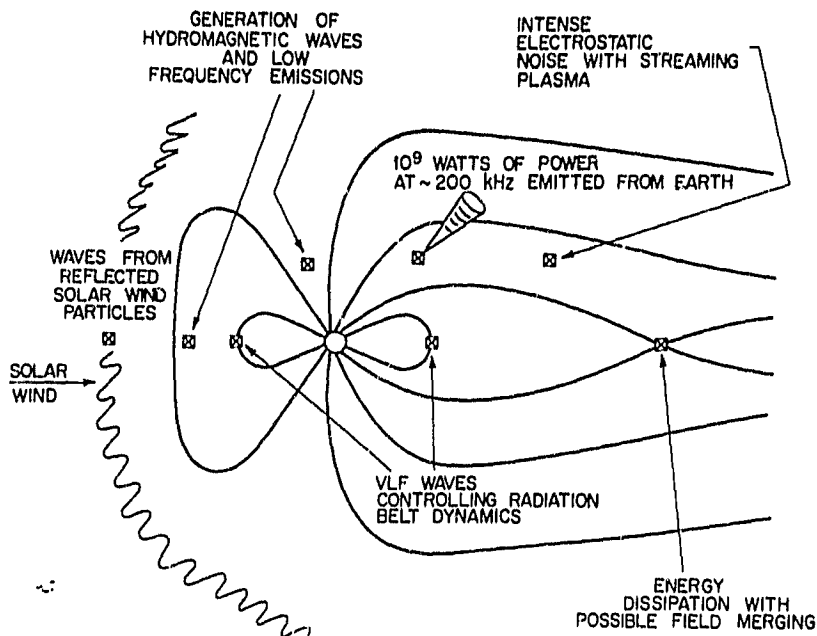 GENERATION OF
HYDROMAGNETIC WAVES
AND LOW
FREQUENCY EMISSIONS
INTENSE
ELECTROSTATIC
NOISE WITH STREAMING
PLASMA
10⁹ WATTS OF POWER
AT ~ 200 kHz EMITTED FROM EARTH
WAVES FROM
REFLECTED
SOLAR WIND
PARTICLES
SOLAR
WIND
VLF WAVES
CONTROLLING RADIATION
BELT DYNAMICS
ENERGY
DISSIPATION WITH
POSSIBLE FIELD MERGING